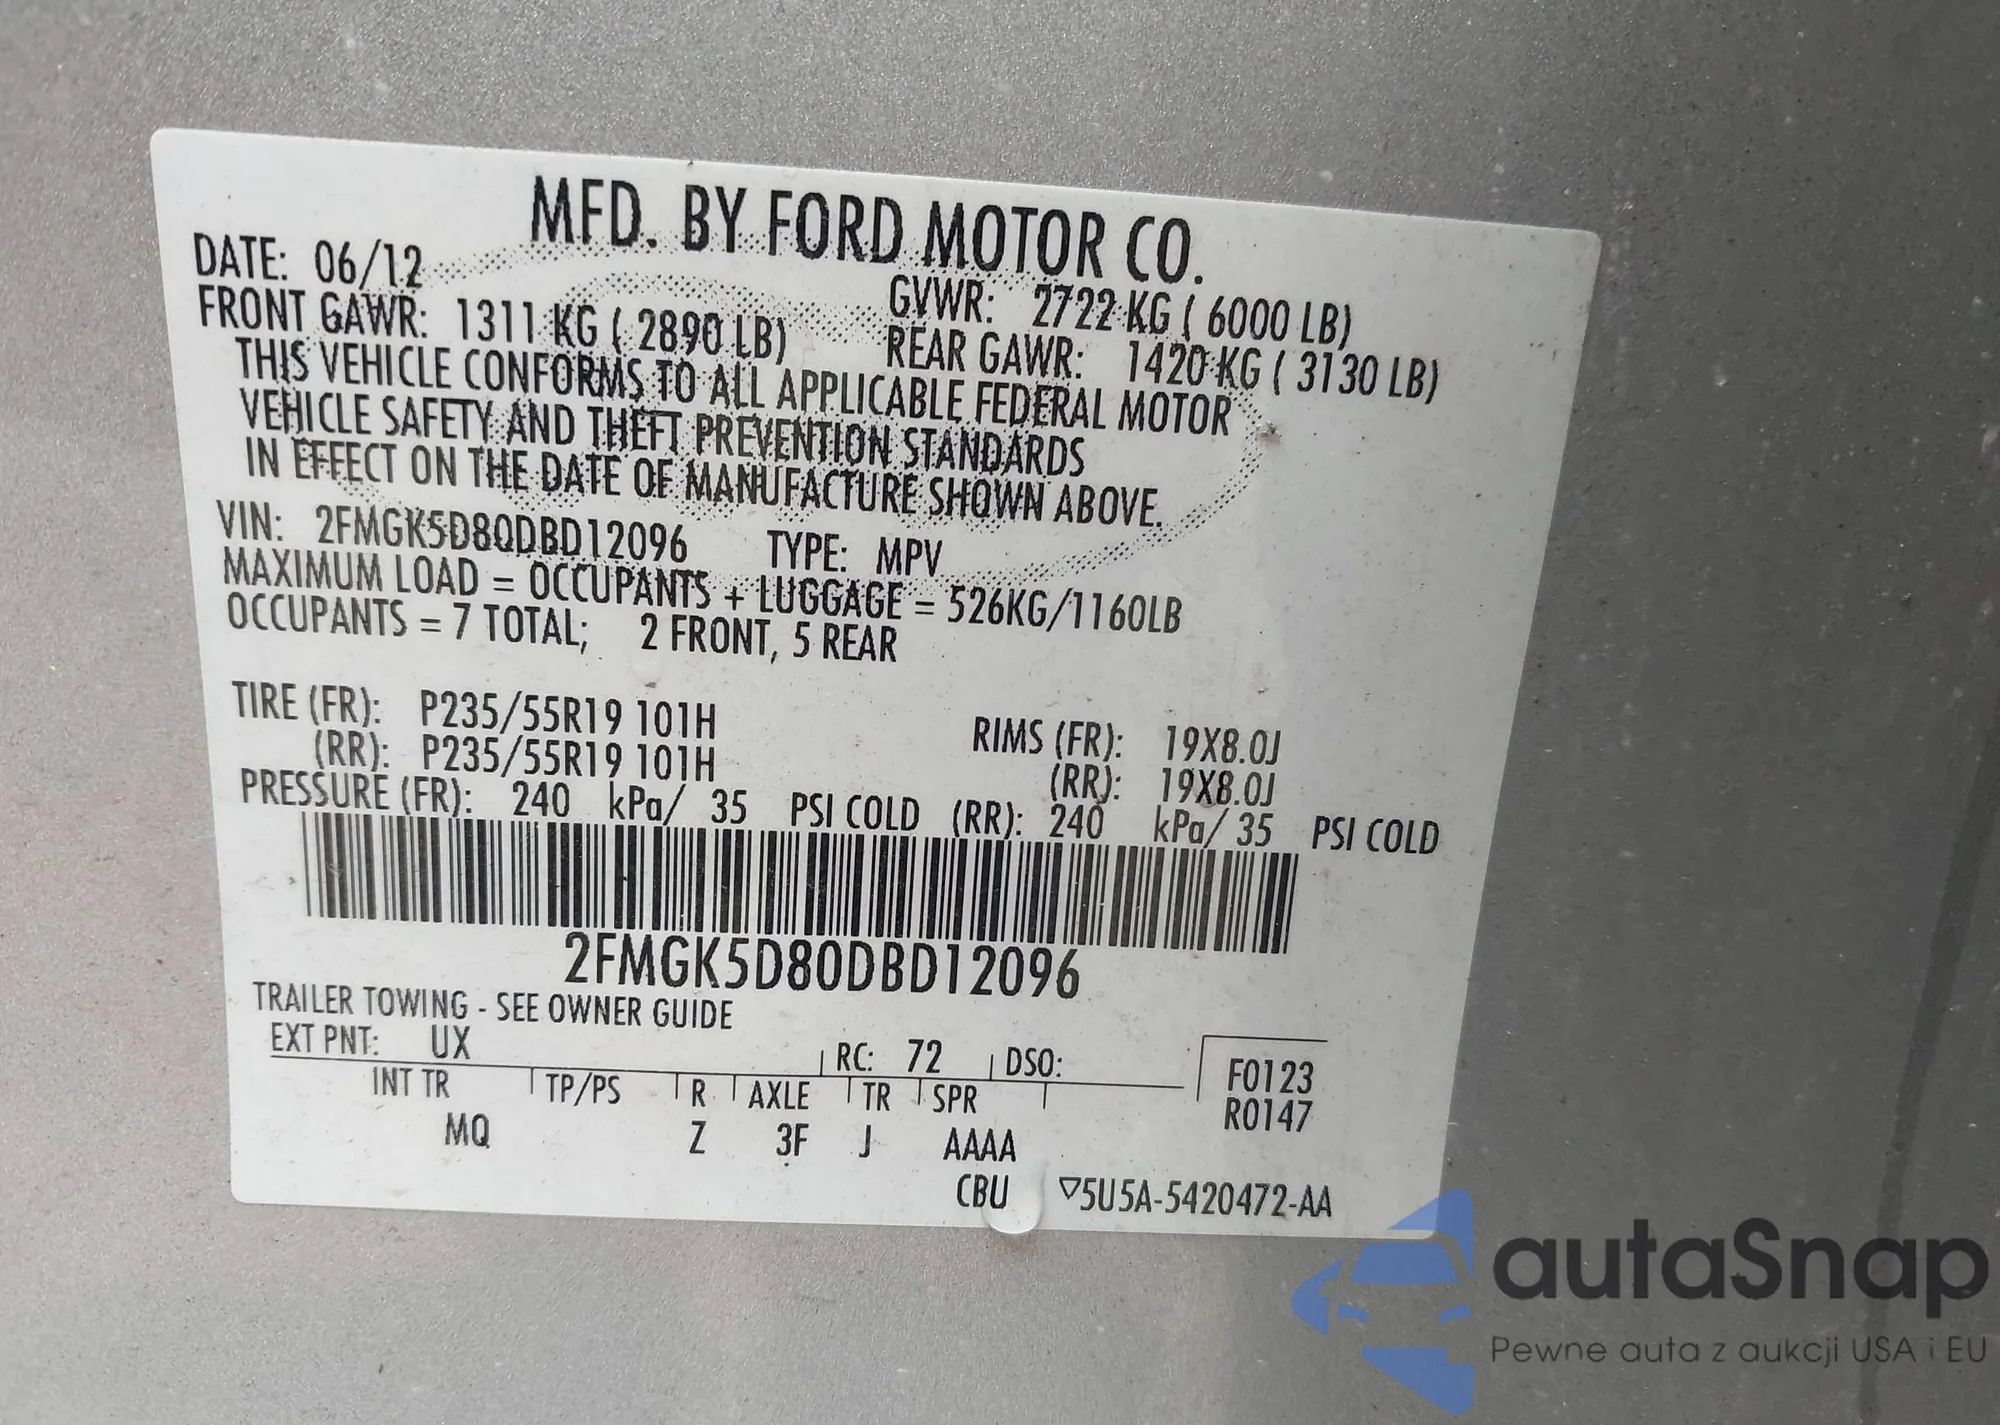 MFD. BY FORD MOTOR CO.
DATE: 06/12 GVWR: 2722 KG ( 6000 LB)
FRONT GAWR: 1311 KG ( 2890 LB) REAR GAWR: 1420 KG ( 3130 LB)
THIS VEHICLE CONFORMS TO ALL APPLICABLE FEDERAL MOTOR
VEHICLE SAFETY AND THEFT PREVENTION STANDARDS
IN EFFECT ON THE DATE OF MANUFACTURE SHOWN ABOVE.
VIN: 2FMGK5D80DBD12096 TYPE: MPV
MAXIMUM LOAD = OCCUPANTS + LUGGAGE = 526KG/1160LB
OCCUPANTS = 7 TOTAL; 2 FRONT, 5 REAR
TIRE (FR): P235/55R19 101H RIMS (FR): 19X8.0J
(RR): P235/55R19 101H (RR): 19X8.0J
PRESSURE (FR): 240 kPa/ 35 PSI COLD (RR): 240 kPa/ 35 PSI COLD
2FMGK5D80DBD12096
TRAILER TOWING - SEE OWNER GUIDE
EXT PNT: UX RC: 72 DSO: F0123
INT TR TP/PS R AXLE TR SPR R0147
MQ Z 3F J AAAA
CBU ▽5U5A-5420472-AA
autaSnap
Pewne auta z aukcji USA i EU